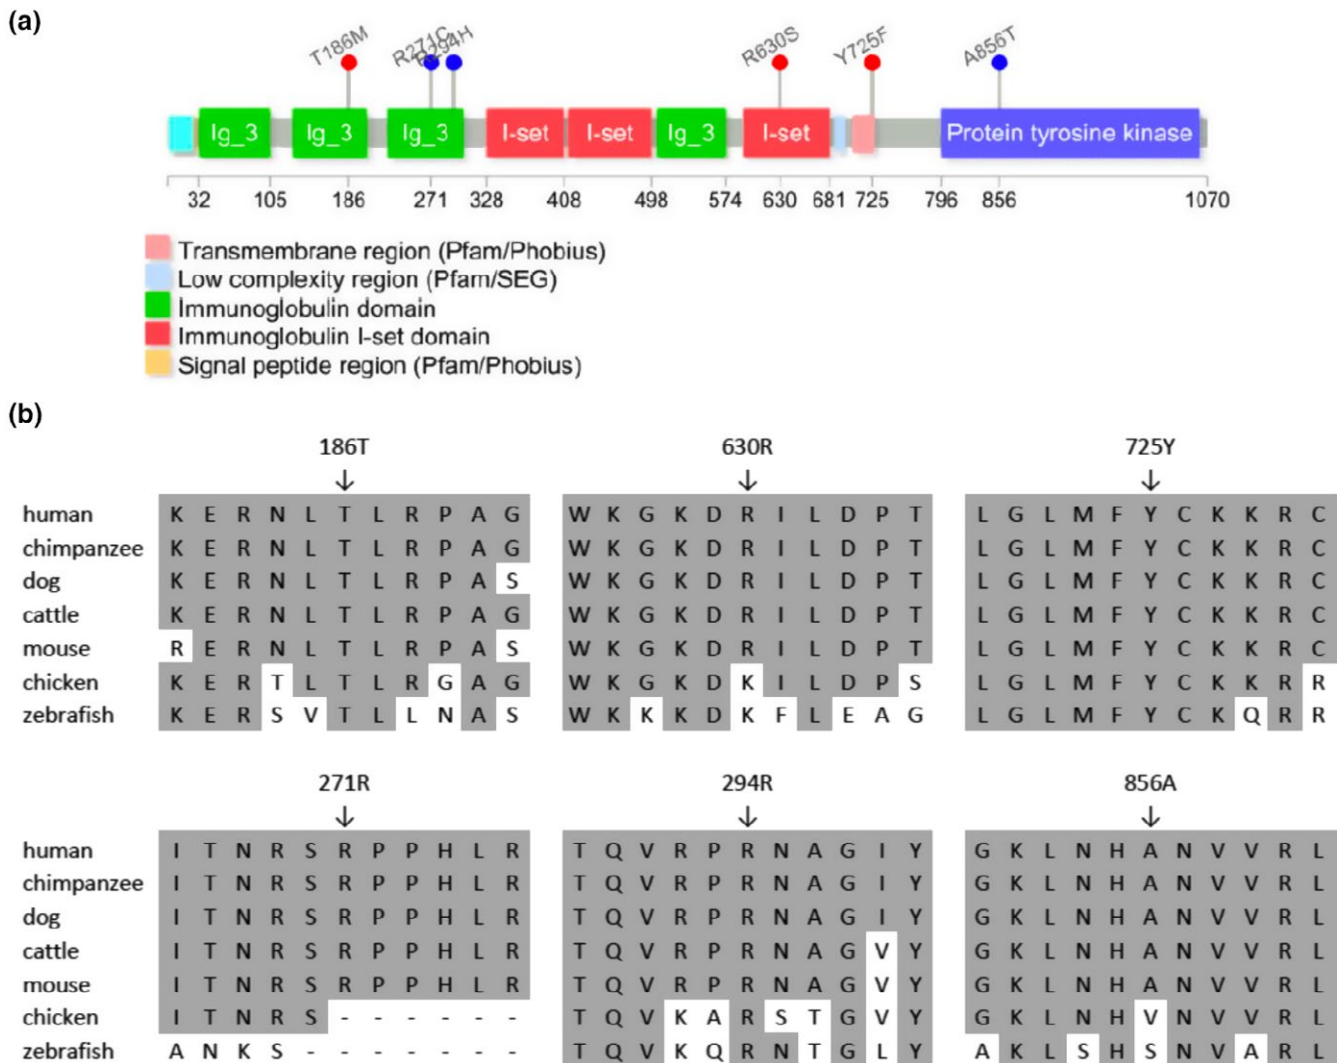 (a)
T186M R271C R294H R630S Y725F A856T
Ig_3 Ig_3 Ig_3 I-set I-set Ig_3 I-set Protein tyrosine kinase
32 105 186 271 328 408 498 574 630 681 725 796 856 1070
Transmembrane region (Pfam/Phobius)
Low complexity region (Pfam/SEG)
Immunoglobulin domain
Immunoglobulin I-set domain
Signal peptide region (Pfam/Phobius)
(b)
186T 630R 725Y
human K E R N L T L R P A G W K G K D R I L D P T L G L M F Y C K K R C
chimpanzee K E R N L T L R P A G W K G K D R I L D P T L G L M F Y C K K R C
dog K E R N L T L R P A S W K G K D R I L D P T L G L M F Y C K K R C
cattle K E R N L T L R P A G W K G K D R I L D P T L G L M F Y C K K R C
mouse R E R N L T L R P A S W K G K D R I L D P T L G L M F Y C K K R C
chicken K E R T L T L R G A G W K G K D K I L D P S L G L M F Y C K K R R
zebrafish K E R S V T L L N A S W K K K D K F L E A G L G L M F Y C K Q R R
271R 294R 856A
human I T N R S R P P H L R T Q V R P R N A G I Y G K L N H A N V V R L
chimpanzee I T N R S R P P H L R T Q V R P R N A G I Y G K L N H A N V V R L
dog I T N R S R P P H L R T Q V R P R N A G I Y G K L N H A N V V R L
cattle I T N R S R P P H L R T Q V R P R N A G V Y G K L N H A N V V R L
mouse I T N R S R P P H L R T Q V R P R N A G V Y G K L N H A N V V R L
chicken I T N R S - - - - - - T Q V K A R S T G V Y G K L N H V N V V R L
zebrafish A N K S - - - - - - - T Q V K Q R N T G L Y A K L S H S N V A R L